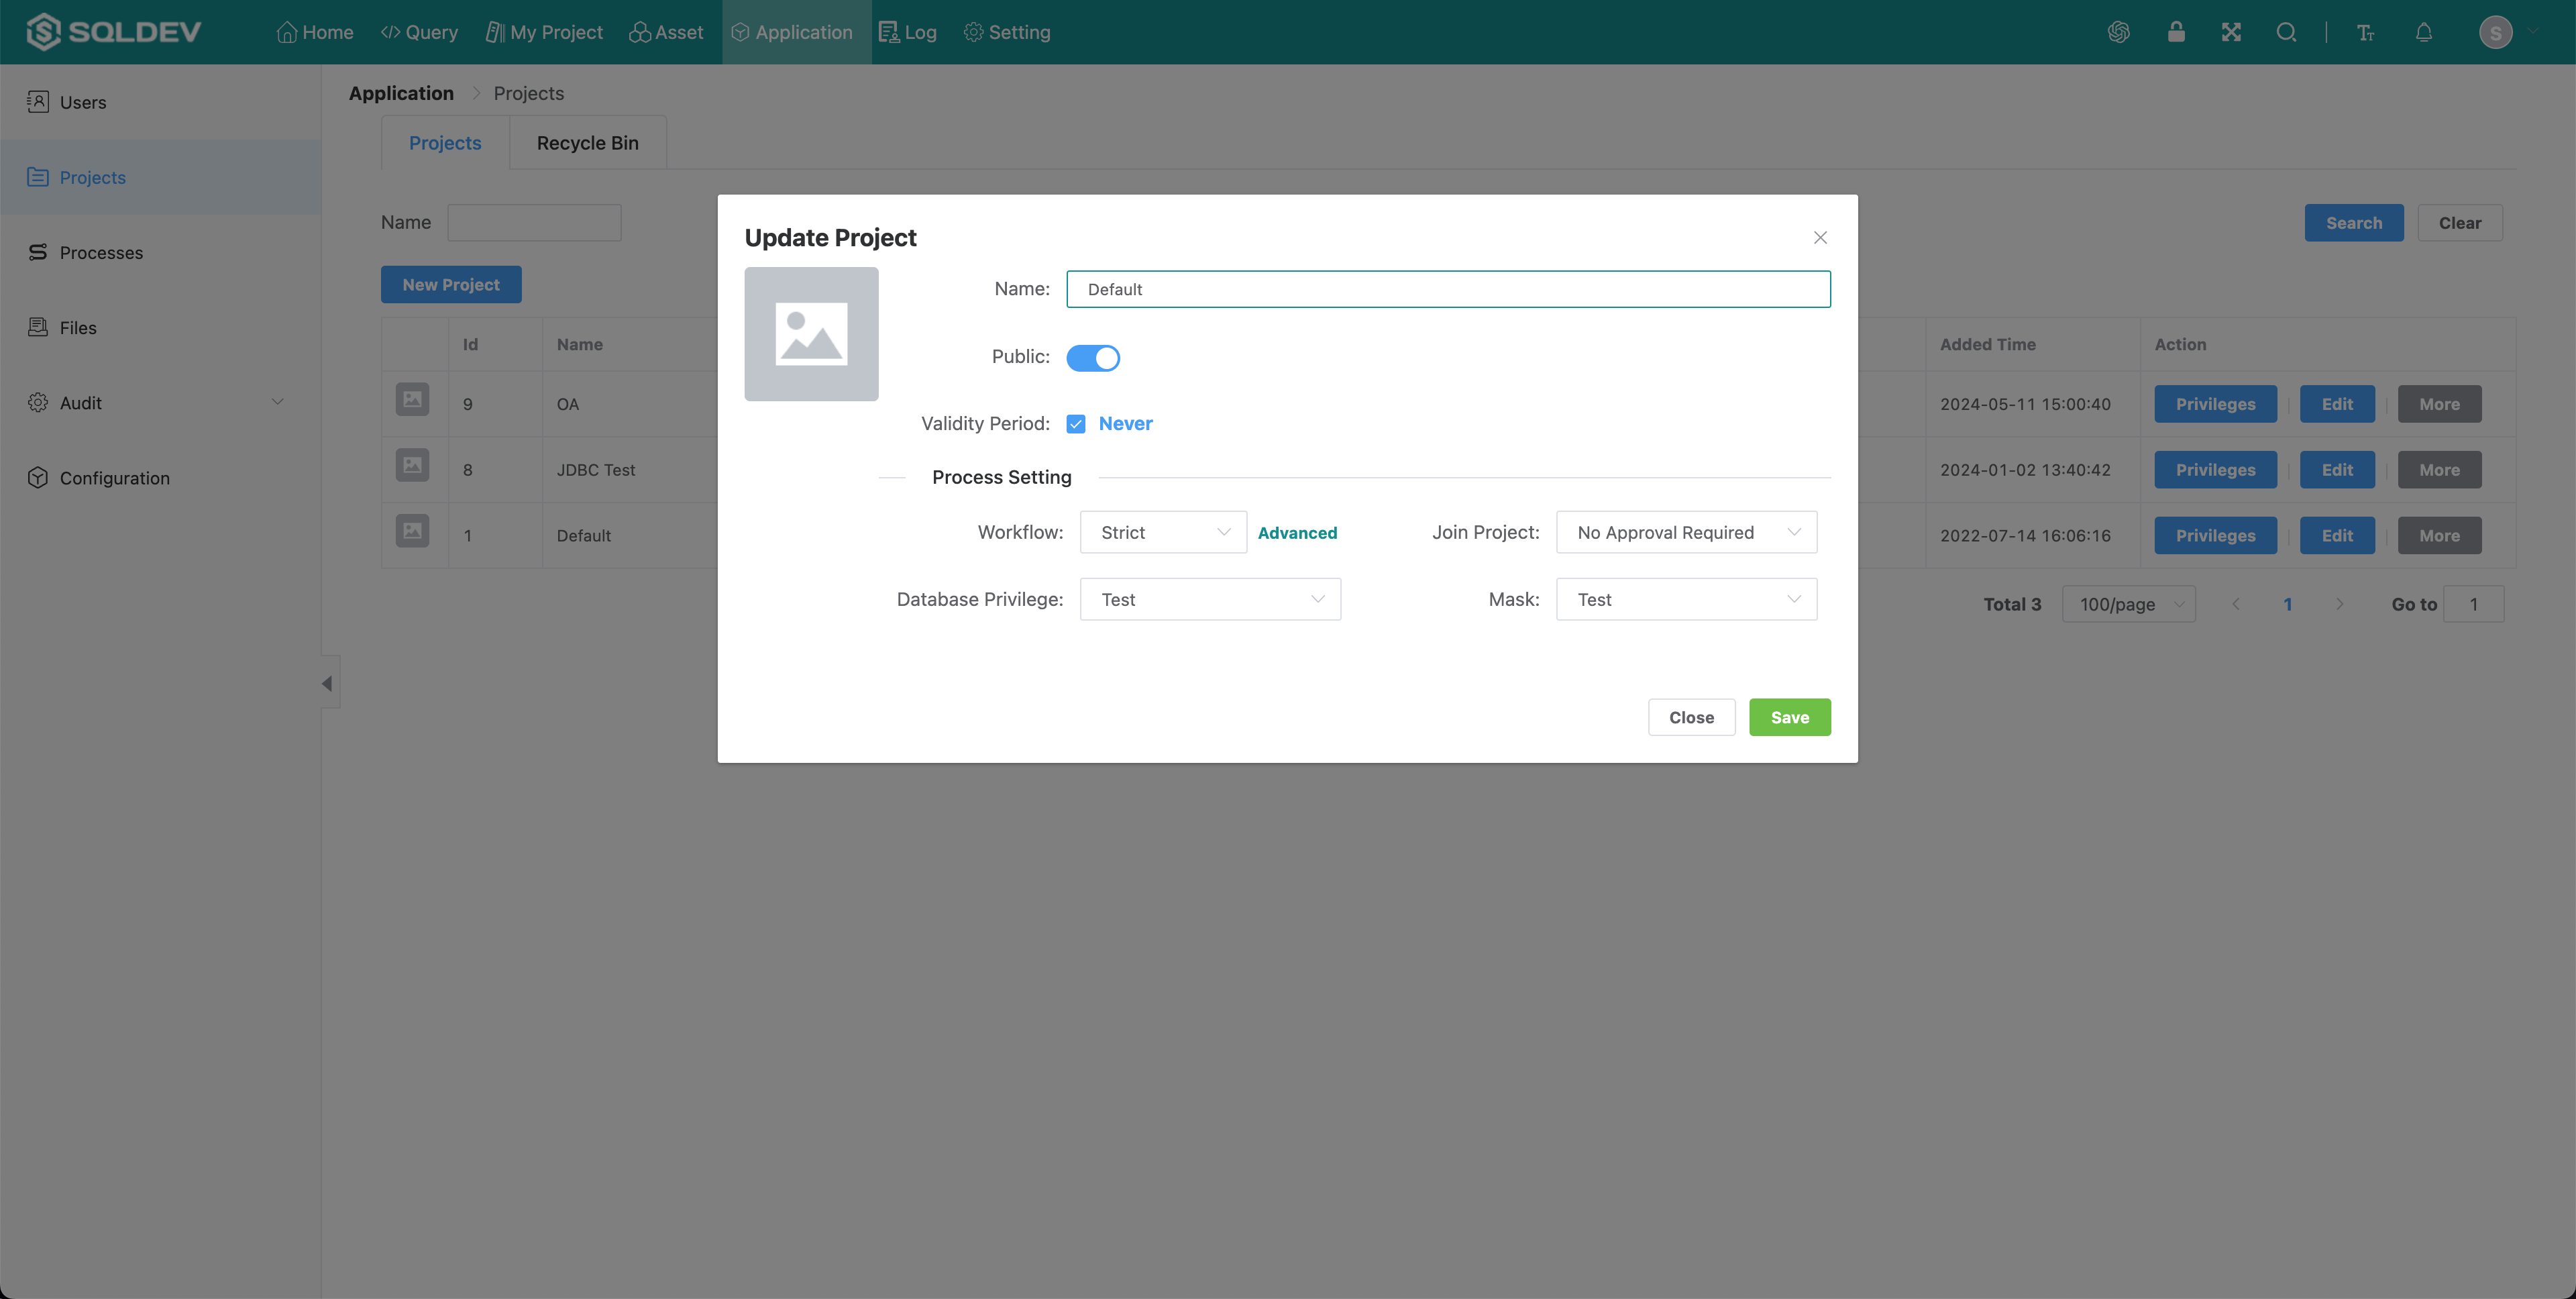 SQLDEV Home </> Query My Project Asset Application Log Setting S
Users
Projects
Processes
Files
Audit
Configuration
Application > Projects
Projects Recycle Bin
Name Search Clear
New Project
Id Name Added Time Action
9 OA 2024-05-11 15:00:40 Privileges Edit More
8 JDBC Test 2024-01-02 13:40:42 Privileges Edit More
1 Default 2022-07-14 16:06:16 Privileges Edit More
Total 3 100/page < 1 > Go to 1
Update Project
Name: Default
Public:
Validity Period: Never
Process Setting
Workflow: Strict Advanced Join Project: No Approval Required
Database Privilege: Test Mask: Test
Close Save